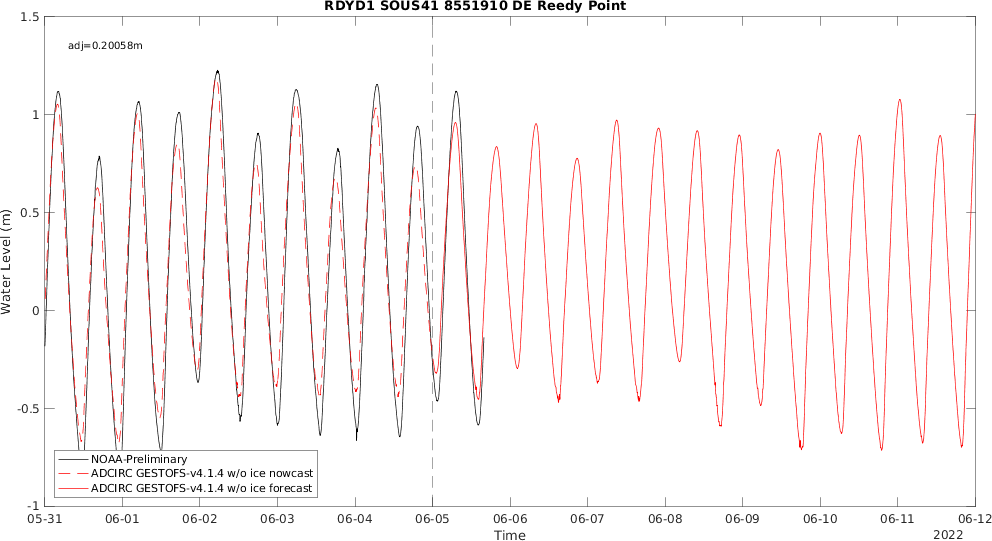 RDYD1 SOUS41 8551910 DE Reedy Point
adj=0.20058m
Water Level (m)
1.5
1
0.5
0
-0.5
-1
NOAA-Preliminary
ADCIRC GESTOFS-v4.1.4 w/o ice nowcast
ADCIRC GESTOFS-v4.1.4 w/o ice forecast
05-31 06-01 06-02 06-03 06-04 06-05 06-06 06-07 06-08 06-09 06-10 06-11 06-12
Time
2022